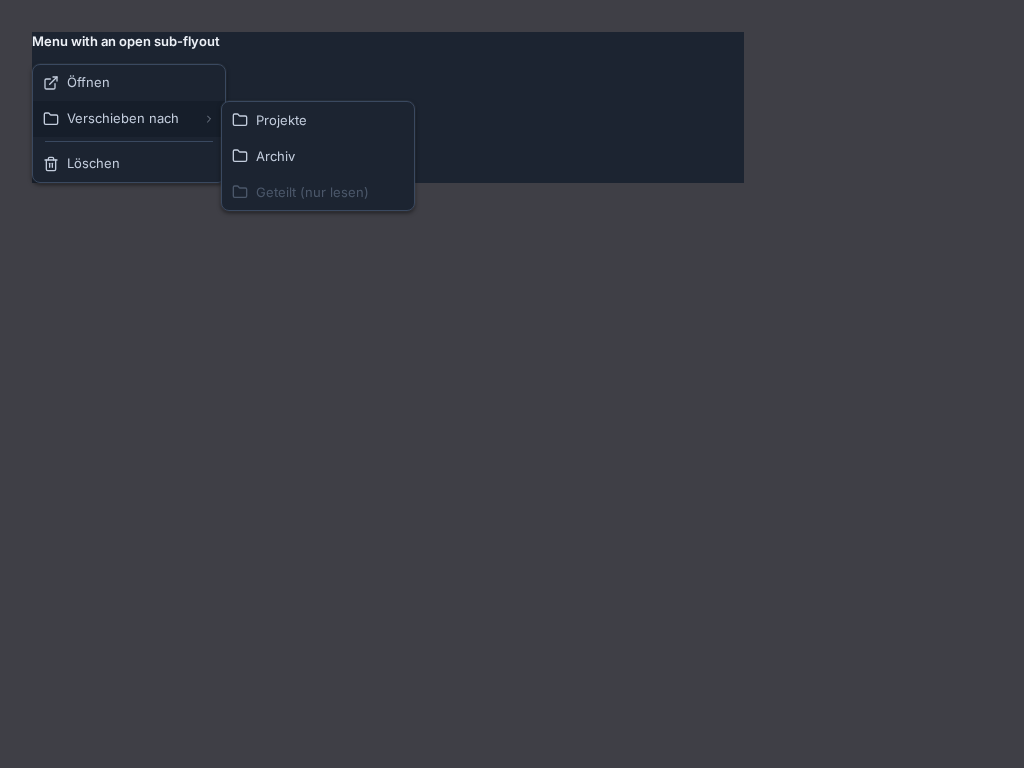 Menu with an open sub-flyout
Öffnen
Verschieben nach
Löschen
Projekte
Archiv
Geteilt (nur lesen)